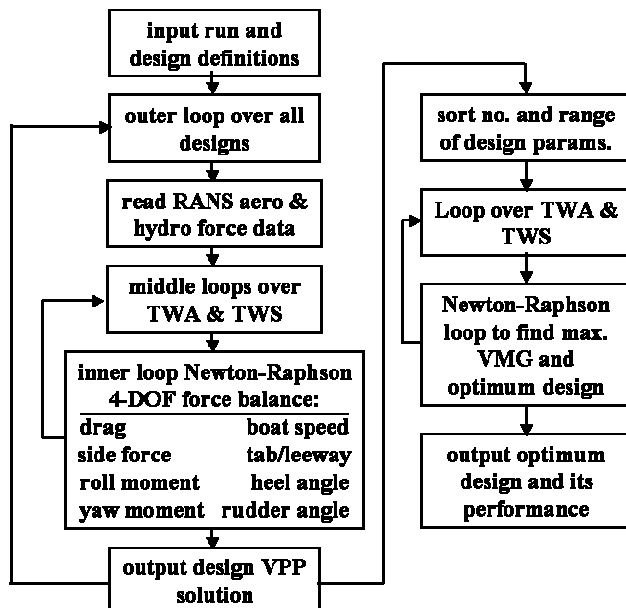 input run and
design definitions
outer loop over all
designs
read RANS aero &
hydro force data
middle loops over
TWA & TWS
inner loop Newton-Raphson
4-DOF force balance:
drag boat speed
side force tab/leeway
roll moment heel angle
yaw moment rudder angle
output design VPP
solution
sort no. and range
of design params.
Loop over TWA &
TWS
Newton-Raphson
loop to find max.
VMG and
optimum design
output optimum
design and its
performance